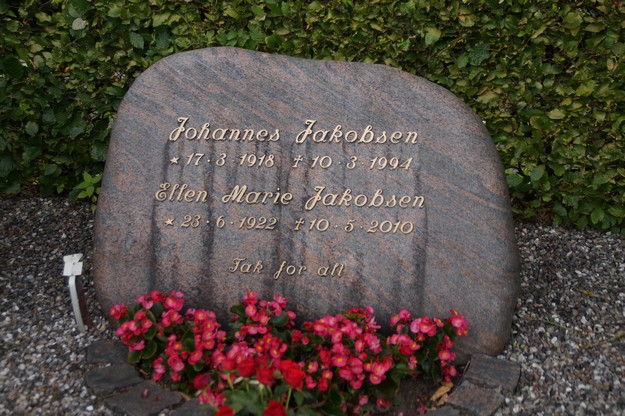 Johannes Jakobsen
* 17·3·1918 †10·3·1994
Ellen Marie Jakobsen
* 23·6·1922 †10·5·2010
Tak for alt